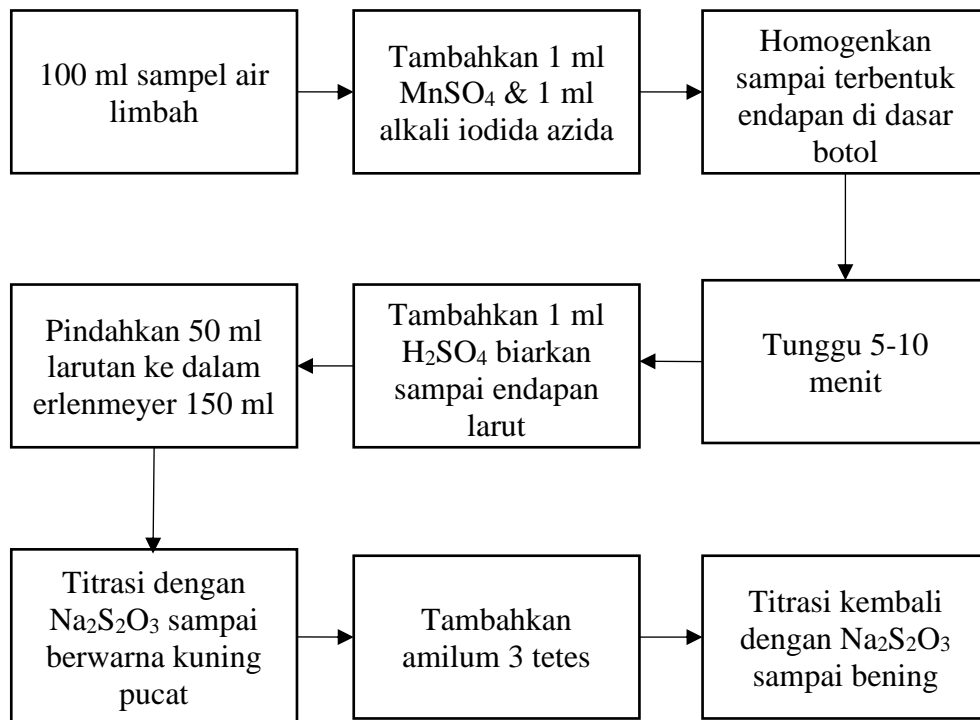 100 ml sampel air
limbah
Tambahkan 1 ml
MnSO₄ & 1 ml
alkali iodida azida
Homogenkan
sampai terbentuk
endapan di dasar
botol
Tunggu 5-10
menit
Tambahkan 1 ml
H₂SO₄ biarkan
sampai endapan
larut
Pindahkan 50 ml
larutan ke dalam
erlenmeyer 150 ml
Titrasi dengan
Na₂S₂O₃ sampai
berwarna kuning
pucat
Tambahkan
amilum 3 tetes
Titrasi kembali
dengan Na₂S₂O₃
sampai bening